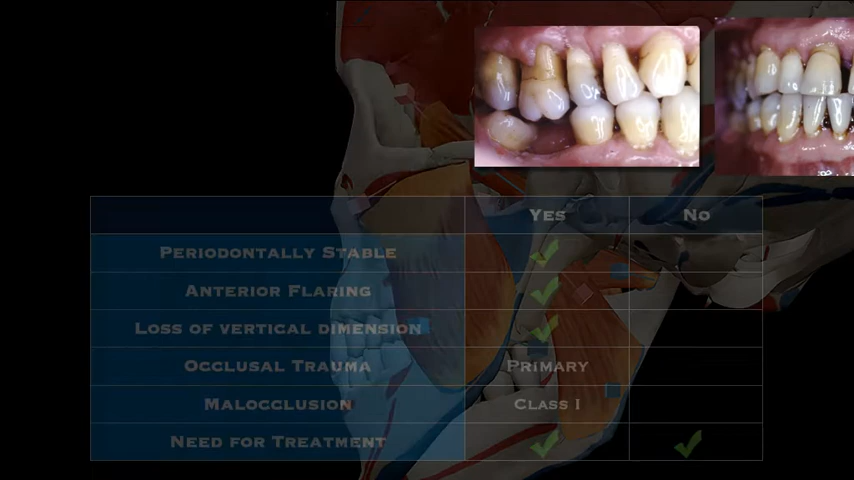 Yes No
Periodontally Stable
Anterior Flaring
Loss of vertical dimension
Occlusal Trauma Primary
Malocclusion Class I
Need for Treatment